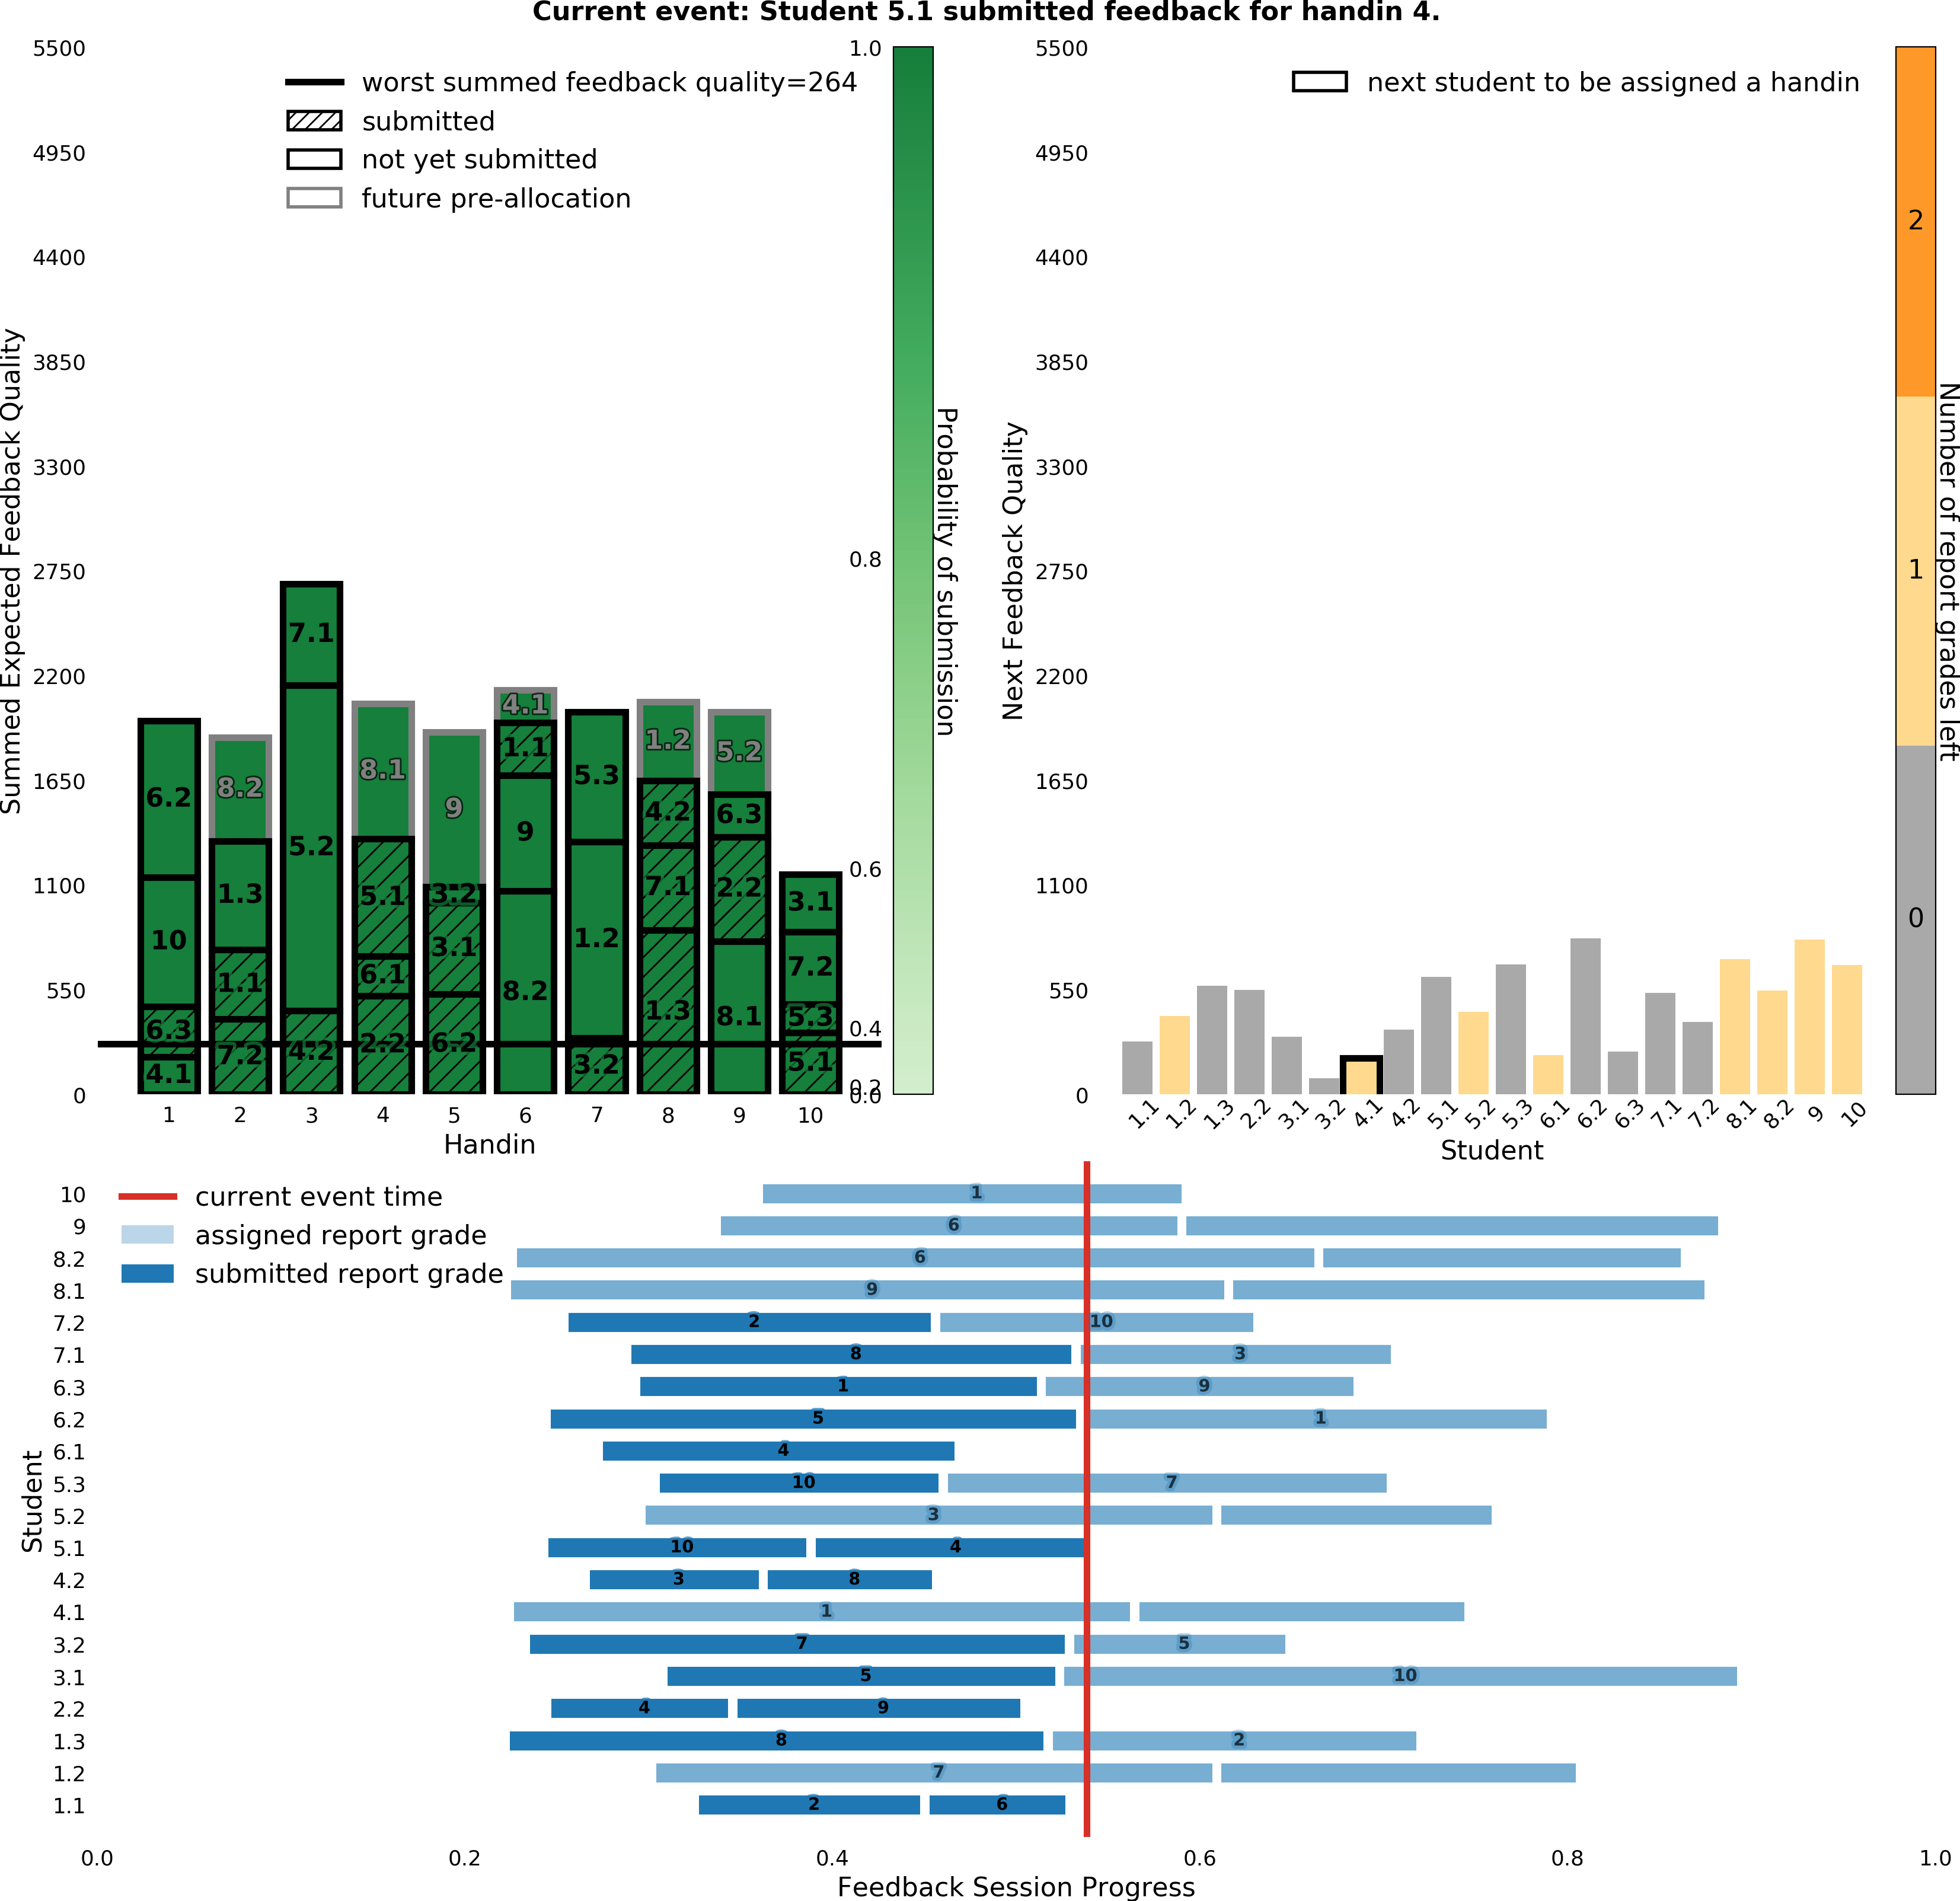 Current event: Student 5.1 submitted feedback for handin 4.
Summed Expected Feedback Quality
5500
4950
4400
3850
3300
2750
2200
1650
1100
550
0
worst summed feedback quality=264
submitted
not yet submitted
future pre-allocation
6.2
10
6.3
4.1
8.2
1.3
1.1
7.2
7.1
5.2
4.2
8.1
5.1
6.1
2.2
9
3.2
3.1
6.2
4.1
1.1
9
8.2
5.3
1.2
3.2
1.2
4.2
7.1
1.3
5.2
6.3
2.2
8.1
3.1
7.2
5.3
5.1
1 2 3 4 5 6 7 8 9 10
Handin
1.0
0.8
0.6
0.4
0.2
0.0
Probability of submission
Next Feedback Quality
5500
4950
4400
3850
3300
2750
2200
1650
1100
550
0
next student to be assigned a handin
1.1 1.2 1.3 2.2 3.1 3.2 4.1 4.2 5.1 5.2 5.3 6.1 6.2 6.3 7.1 7.2 8.1 8.2 9 10
Student
2
1
0
Number of report grades left
current event time
assigned report grade
submitted report grade
Student
10 1
9 6
8.2 6
8.1 9
7.2 2 10
7.1 8 3
6.3 1 9
6.2 5 1
6.1 4
5.3 10 7
5.2 3
5.1 10 4
4.2 3 8
4.1 1
3.2 7 5
3.1 5 10
2.2 4 9
1.3 8 2
1.2 7
1.1 2 6
0.0 0.2 0.4 0.6 0.8 1.0
Feedback Session Progress